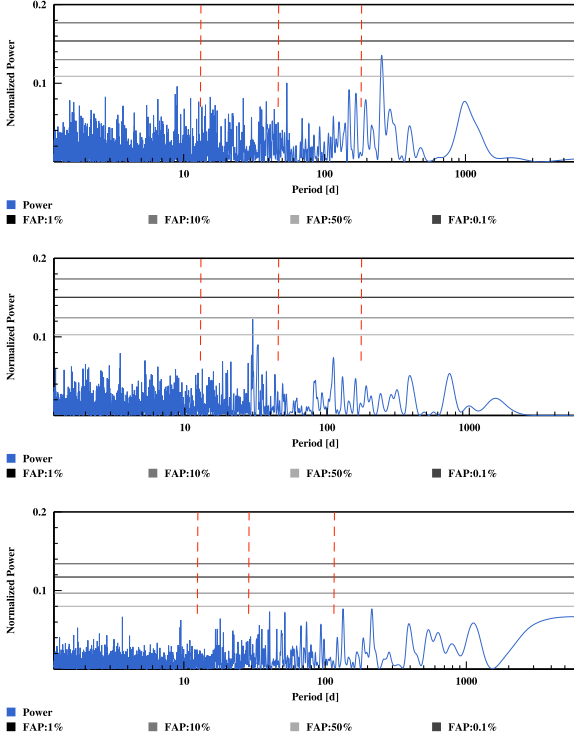 0.2
0.1
Normalized Power
10 100 1000
Period [d]
Power
FAP:1% FAP:10% FAP:50% FAP:0.1%
0.2
0.1
Normalized Power
10 100 1000
Period [d]
Power
FAP:1% FAP:10% FAP:50% FAP:0.1%
0.2
0.1
Normalized Power
10 100 1000
Period [d]
Power
FAP:1% FAP:10% FAP:50% FAP:0.1%